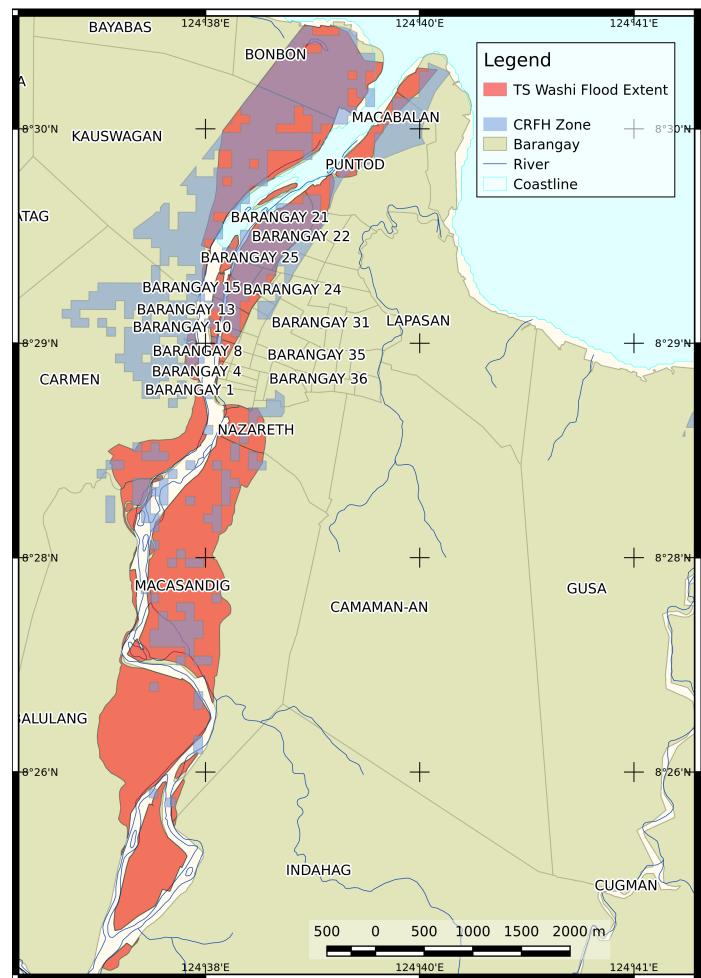 124°38'E 124°40'E 124°41'E
BAYABAS
BONBON
Legend
TS Washi Flood Extent
CRFH Zone
Barangay
River
Coastline
A
MACABALAN
8°30'N 8°30'N
KAUSWAGAN
PUNTOD
ATAG
BARANGAY 21
BARANGAY 22
BARANGAY 25
BARANGAY 15 BARANGAY 24
BARANGAY 13
BARANGAY 10 BARANGAY 31 LAPASAN
8°29'N 8°29'N
BARANGAY 8 BARANGAY 35
BARANGAY 4
CARMEN BARANGAY 36
BARANGAY 1
NAZARETH
8°28'N 8°28'N
MACASANDIG
GUSA
CAMAMAN-AN
BALULANG
8°26'N 8°26'N
INDAHAG
CUGMAN
500 0 500 1000 1500 2000 m
124°38'E 124°40'E 124°41'E